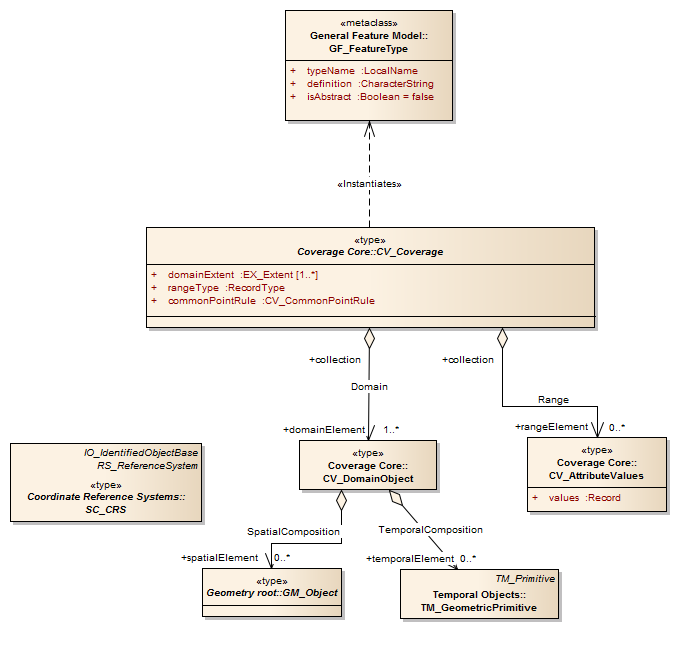 «metaclass»
General Feature Model::
GF_FeatureType
+ typeName :LocalName
+ definition :CharacterString
+ isAbstract :Boolean = false
«Instantiates»
«type»
Coverage Core::CV_Coverage
+ domainExtent :EX_Extent [1..*]
+ rangeType :RecordType
+ commonPointRule :CV_CommonPointRule
+collection
+collection
Domain
Range
+domainElement 1..*
+rangeElement 0..*
«type»
Coverage Core::
CV_DomainObject
«type»
Coverage Core::
CV_AttributeValues
+ values :Record
IO_IdentifiedObjectBase
RS_ReferenceSystem
«type»
Coordinate Reference Systems::
SC_CRS
SpatialComposition
TemporalComposition
+spatialElement 0..*
+temporalElement 0..*
«type»
Geometry root::GM_Object
TM_Primitive
Temporal Objects::
TM_GeometricPrimitive